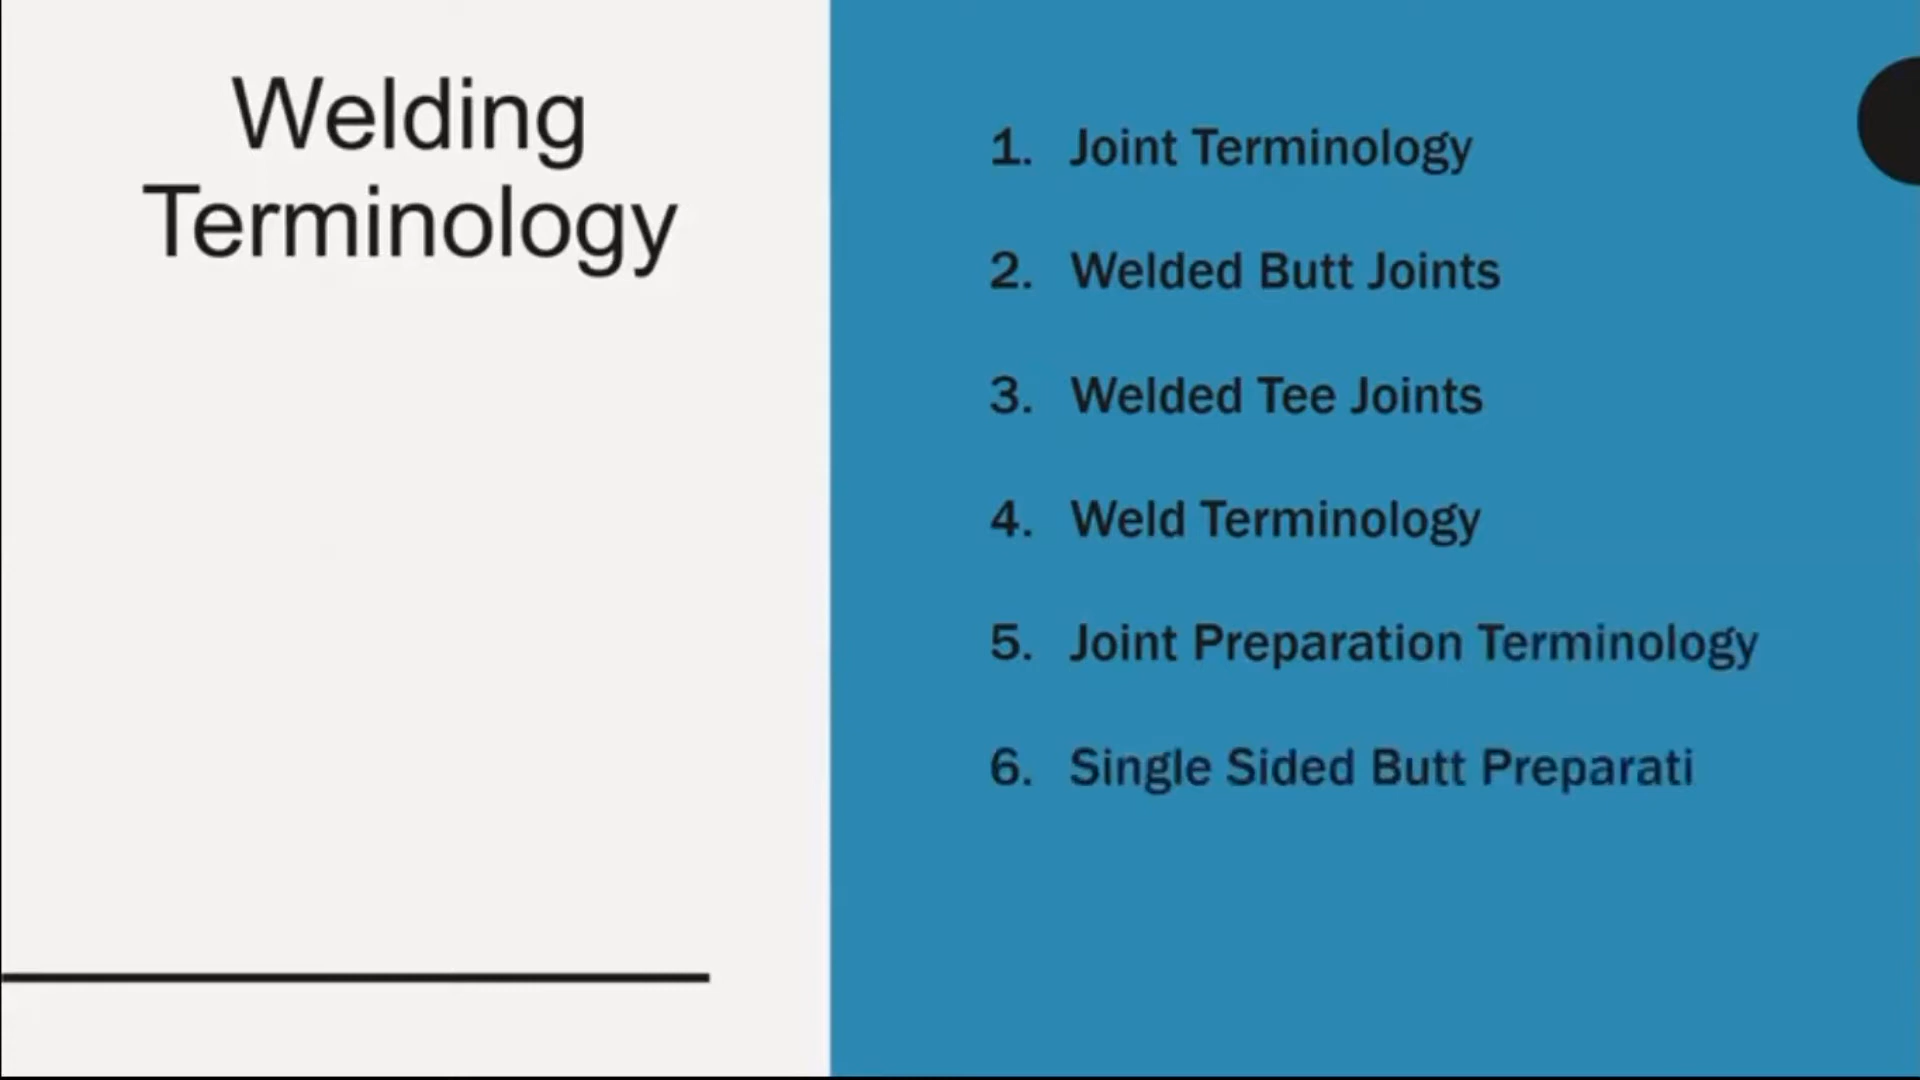 Welding
Terminology
1. Joint Terminology
2. Welded Butt Joints
3. Welded Tee Joints
4. Weld Terminology
5. Joint Preparation Terminology
6. Single Sided Butt Preparati